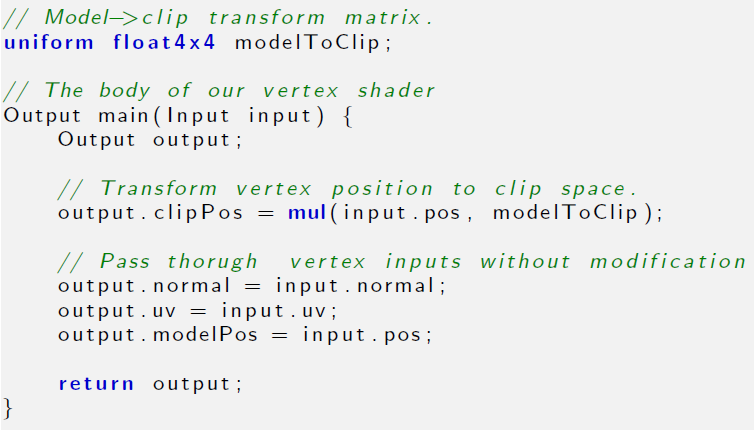 // Model->clip transform matrix.
uniform float4x4 modelToClip;
// The body of our vertex shader
Output main(Input input) {
Output output;
// Transform vertex position to clip space.
output.clipPos = mul(input.pos, modelToClip);
// Pass thorugh vertex inputs without modification
output.normal = input.normal;
output.uv = input.uv;
output.modelPos = input.pos;
return output;
}